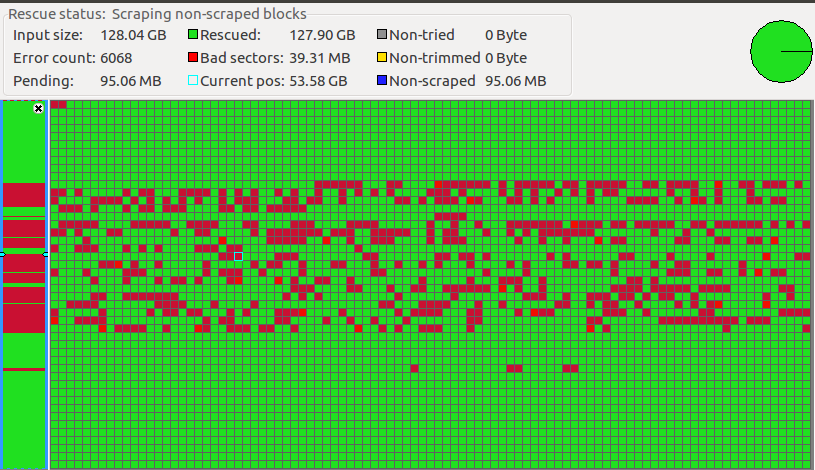 Rescue status: Scraping non-scraped blocks
Input size: 128.04 GB Rescued: 127.90 GB Non-tried 0 Byte
Error count: 6068 Bad sectors: 39.31 MB Non-trimmed 0 Byte
Pending: 95.06 MB Current pos: 53.58 GB Non-scraped 95.06 MB